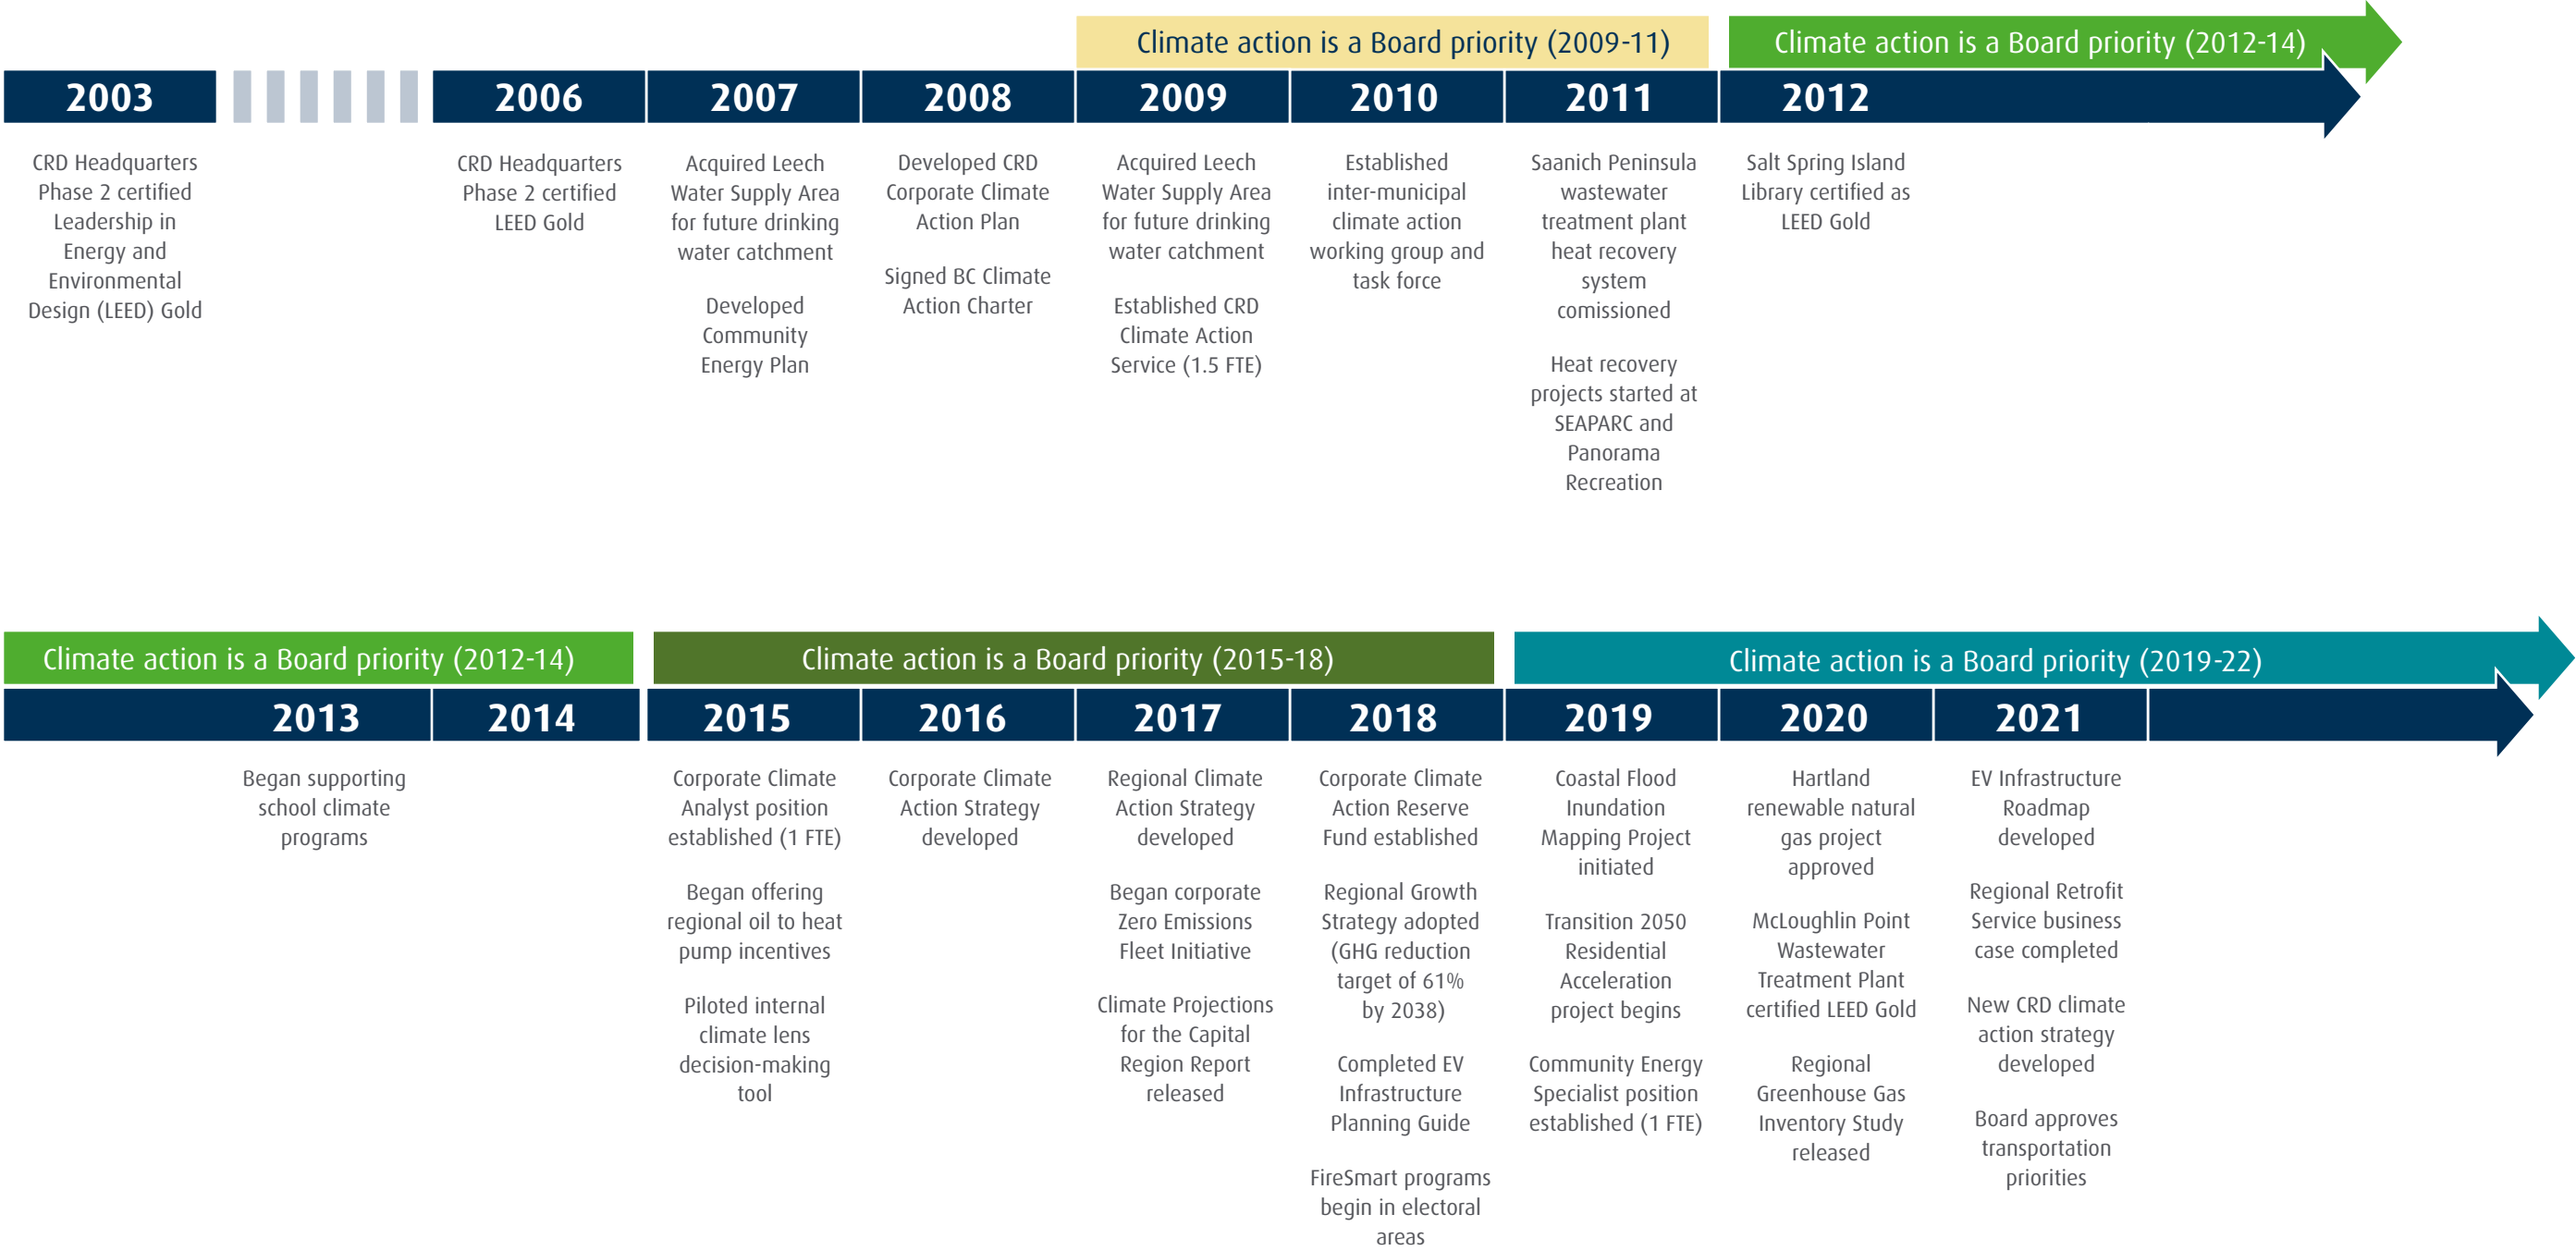 Climate action is a Board priority (2009-11)
Climate action is a Board priority (2012-14)
2003
2006
2007
2008
2009
2010
2011
2012
CRD Headquarters
Phase 2 certified
Leadership in
Energy and
Environmental
Design (LEED) Gold
CRD Headquarters
Phase 2 certified
LEED Gold
Acquired Leech
Water Supply Area
for future drinking
water catchment
Developed
Community
Energy Plan
Developed CRD
Corporate Climate
Action Plan
Signed BC Climate
Action Charter
Acquired Leech
Water Supply Area
for future drinking
water catchment
Established CRD
Climate Action
Service (1.5 FTE)
Established
inter-municipal
climate action
working group and
task force
Saanich Peninsula
wastewater
treatment plant
heat recovery
system
comissioned
Heat recovery
projects started at
SEAPARC and
Panorama
Recreation
Salt Spring Island
Library certified as
LEED Gold
Climate action is a Board priority (2012-14)
Climate action is a Board priority (2015-18)
Climate action is a Board priority (2019-22)
2013
2014
2015
2016
2017
2018
2019
2020
2021
Began supporting
school climate
programs
Corporate Climate
Analyst position
established (1 FTE)
Began offering
regional oil to heat
pump incentives
Piloted internal
climate lens
decision-making
tool
Corporate Climate
Action Strategy
developed
Regional Climate
Action Strategy
developed
Began corporate
Zero Emissions
Fleet Initiative
Climate Projections
for the Capital
Region Report
released
Corporate Climate
Action Reserve
Fund established
Regional Growth
Strategy adopted
(GHG reduction
target of 61%
by 2038)
Completed EV
Infrastructure
Planning Guide
FireSmart programs
begin in electoral
areas
Coastal Flood
Inundation
Mapping Project
initiated
Transition 2050
Residential
Acceleration
project begins
Community Energy
Specialist position
established (1 FTE)
Hartland
renewable natural
gas project
approved
McLoughlin Point
Wastewater
Treatment Plant
certified LEED Gold
Regional
Greenhouse Gas
Inventory Study
released
EV Infrastructure
Roadmap
developed
Regional Retrofit
Service business
case completed
New CRD climate
action strategy
developed
Board approves
transportation
priorities